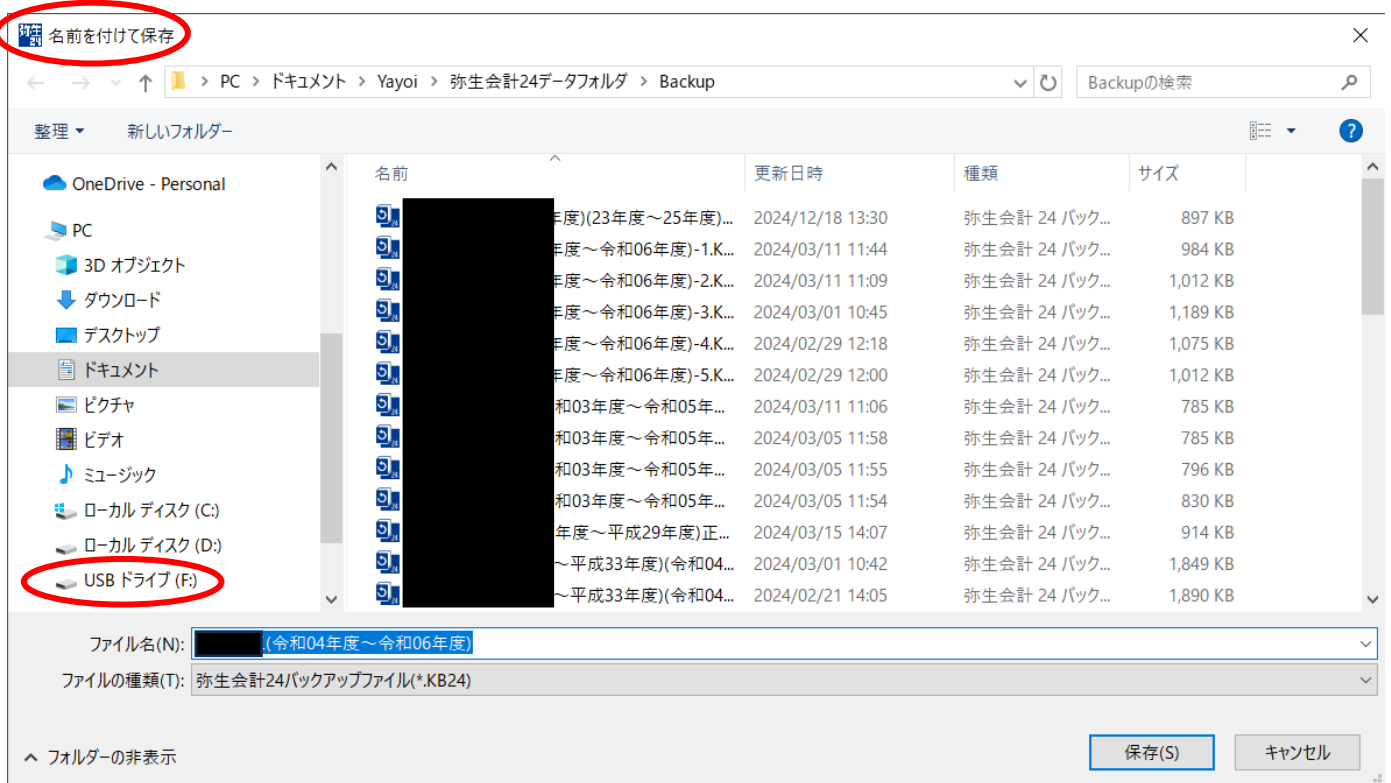 弥生 24 名前を付けて保存
PC > ドキュメント > Yayoi > 弥生会計24データフォルダ > Backup
Backupの検索
整理 新しいフォルダー
名前 更新日時 種類 サイズ
OneDrive - Personal
PC
3D オブジェクト
ダウンロード
デスクトップ
ドキュメント
ピクチャ
ビデオ
ミュージック
ローカル ディスク (C:)
ローカル ディスク (D:)
USB ドライブ (F:)
年度)(23年度～25年度)... 2024/12/18 13:30 弥生会計 24 バック... 897 KB
年度～令和06年度)-1.K... 2024/03/11 11:44 弥生会計 24 バック... 984 KB
年度～令和06年度)-2.K... 2024/03/11 11:09 弥生会計 24 バック... 1,012 KB
年度～令和06年度)-3.K... 2024/03/01 10:45 弥生会計 24 バック... 1,189 KB
年度～令和06年度)-4.K... 2024/02/29 12:18 弥生会計 24 バック... 1,075 KB
年度～令和06年度)-5.K... 2024/02/29 12:00 弥生会計 24 バック... 1,012 KB
和03年度～令和05年... 2024/03/11 11:06 弥生会計 24 バック... 785 KB
和03年度～令和05年... 2024/03/05 11:58 弥生会計 24 バック... 785 KB
和03年度～令和05年... 2024/03/05 11:55 弥生会計 24 バック... 796 KB
和03年度～令和05年... 2024/03/05 11:54 弥生会計 24 バック... 830 KB
年度～平成29年度)正... 2024/03/15 14:07 弥生会計 24 バック... 914 KB
～平成33年度)(令和04... 2024/03/01 10:42 弥生会計 24 バック... 1,849 KB
～平成33年度)(令和04... 2024/02/21 14:05 弥生会計 24 バック... 1,890 KB
ファイル名(N): (令和04年度～令和06年度)
ファイルの種類(T): 弥生会計24バックアップファイル(*.KB24)
フォルダーの非表示
保存(S) キャンセル